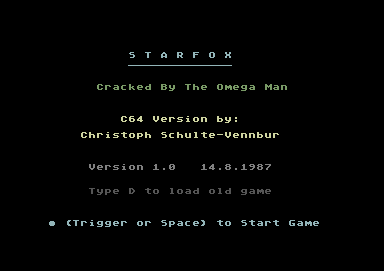 S T A R F O X
Cracked By The Omega Man
C64 Version by:
Christoph Schulte-Vennbur
Version 1.0 14.8.1987
Type D to load old game
(Trigger or Space) to Start Game